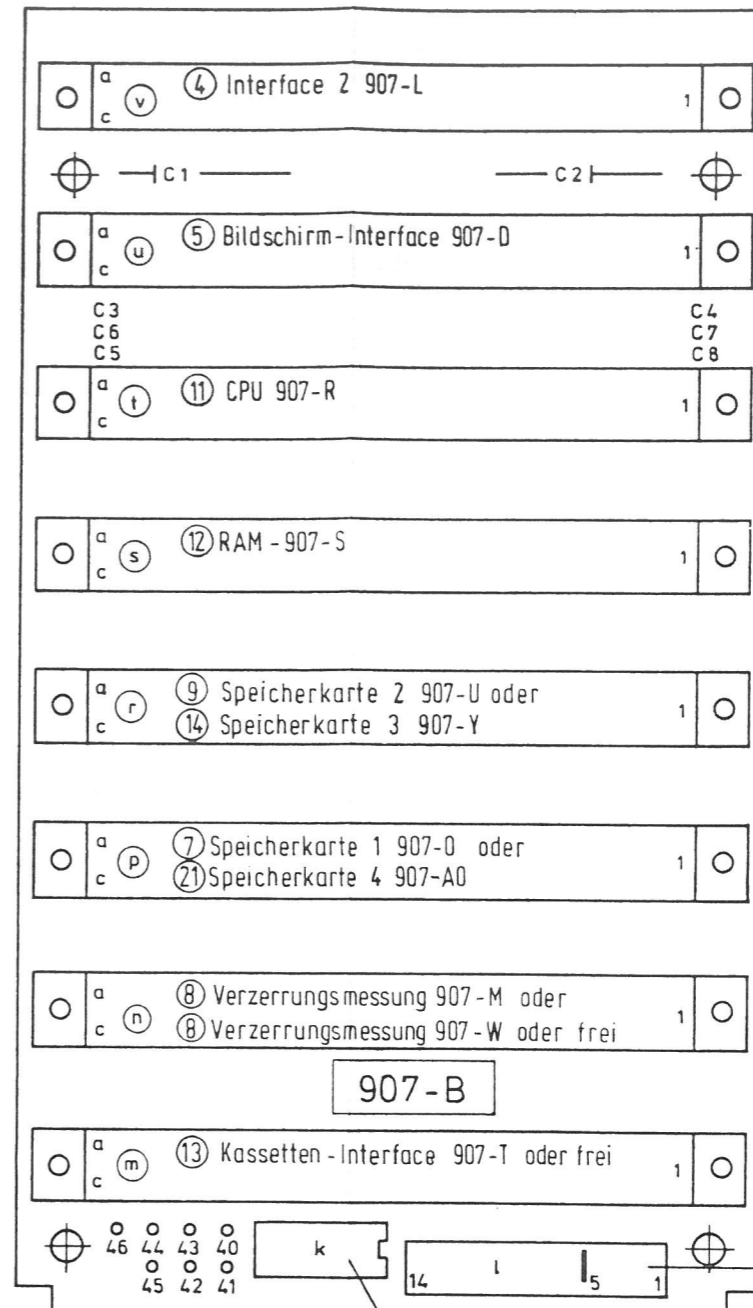 a v ④ Interface 2 907-L 1
c
C1 C2
a u ⑤ Bildschirm-Interface 907-D 1
c
C3 C4
C6 C7
C5 C8
a t ⑪ CPU 907-R 1
c
a s ⑫ RAM-907-S 1
c
a r ⑨ Speicherkarte 2 907-U oder 1
c ⑭ Speicherkarte 3 907-Y
a p ⑦ Speicherkarte 1 907-O oder 1
c ㉑ Speicherkarte 4 907-AO
a n ⑧ Verzerrungsmessung 907-M oder 1
c ⑧ Verzerrungsmessung 907-W oder frei
907-B
a m ⑬ Kassetten-Interface 907-T oder frei 1
c
46 44 43 40 k
45 42 41 14 l 5 1